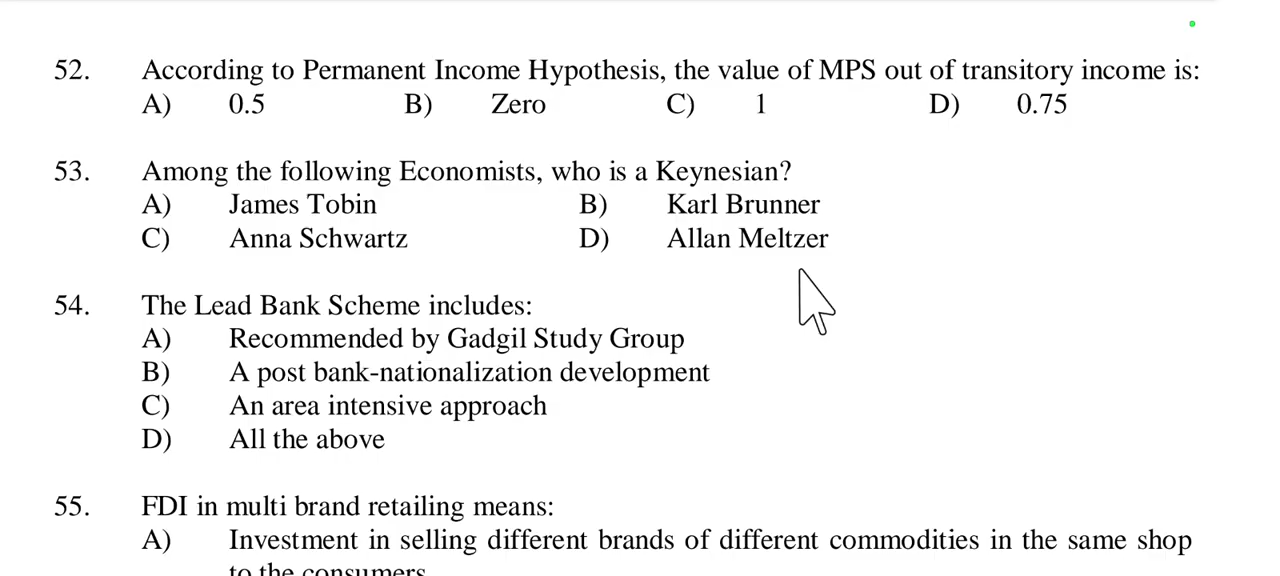 52. According to Permanent Income Hypothesis, the value of MPS out of transitory income is:
A) 0.5 B) Zero C) 1 D) 0.75
53. Among the following Economists, who is a Keynesian?
A) James Tobin B) Karl Brunner
C) Anna Schwartz D) Allan Meltzer
54. The Lead Bank Scheme includes:
A) Recommended by Gadgil Study Group
B) A post bank-nationalization development
C) An area intensive approach
D) All the above
55. FDI in multi brand retailing means:
A) Investment in selling different brands of different commodities in the same shop
to the consumers